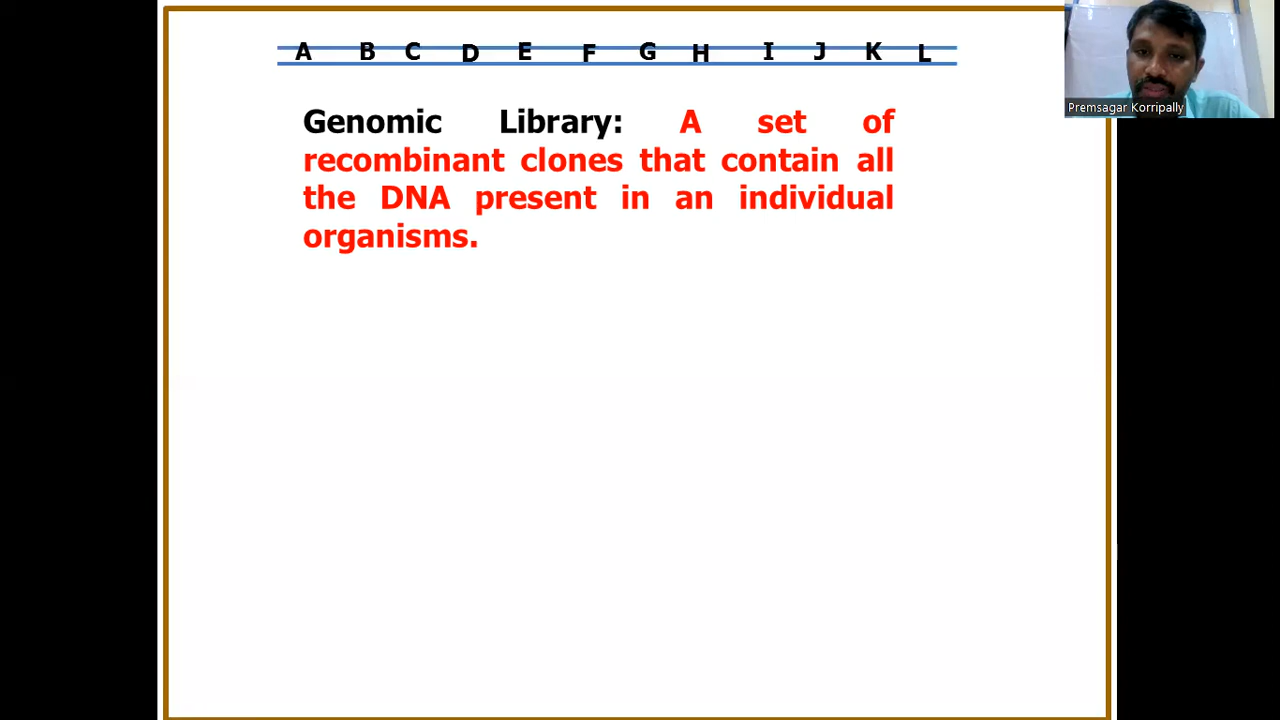 A B C D E F G H I J K L
Genomic Library: A set of
recombinant clones that contain all
the DNA present in an individual
organisms.
Premsagar Korripally